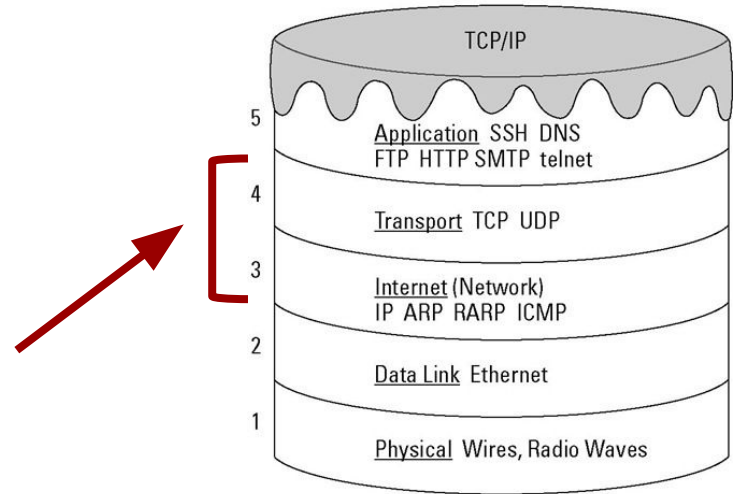 TCP/IP
5
Application SSH DNS
FTP HTTP SMTP telnet
4
Transport TCP UDP
3
Internet (Network)
IP ARP RARP ICMP
2
Data Link Ethernet
1
Physical Wires, Radio Waves